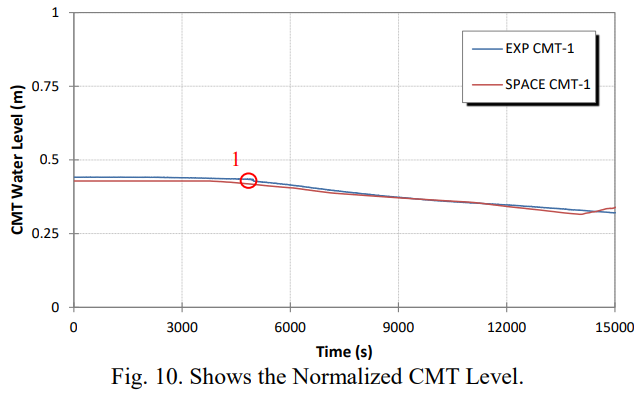 1
0.75
0.5
0.25
0
CMT Water Level (m)
EXP CMT-1
SPACE CMT-1
1
0 3000 6000 9000 12000 15000
Time (s)
Fig. 10. Shows the Normalized CMT Level.